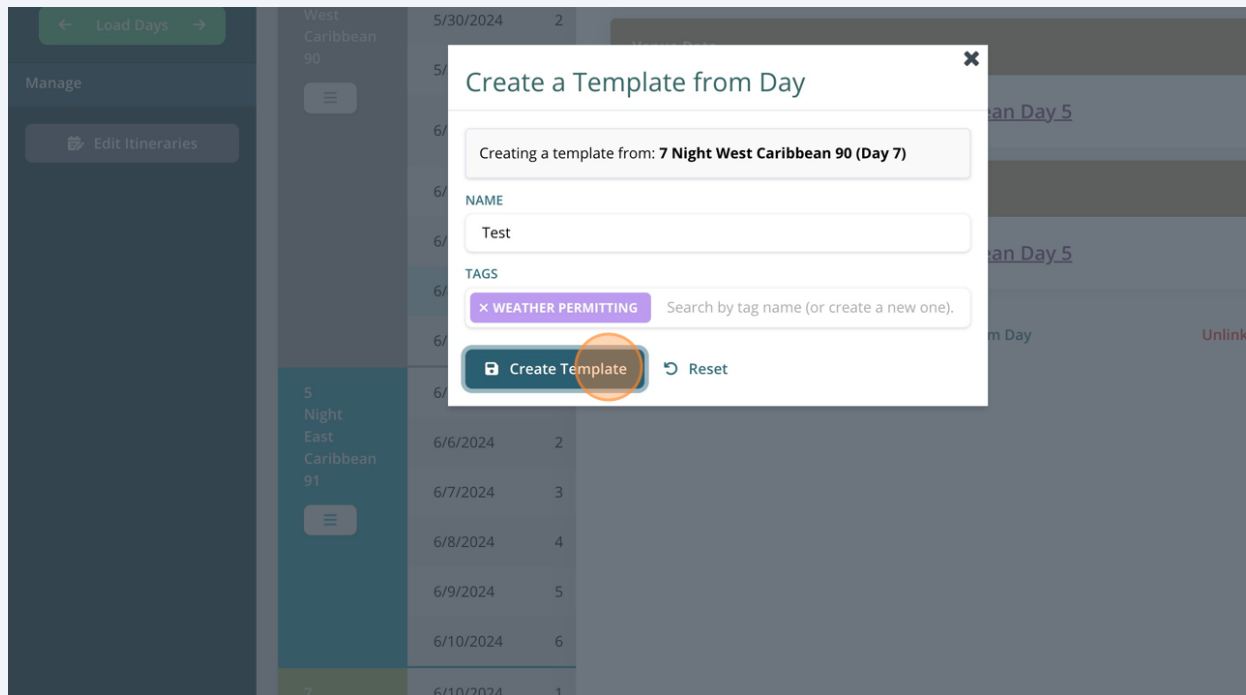 Load Days
Manage
Edit Itineraries
West
Caribbean
90
5/30/2024 2
5/
6/
6/
6/
6/
6/
6/
5
Night
East
Caribbean
91
6/6/2024 2
6/7/2024 3
6/8/2024 4
6/9/2024 5
6/10/2024 6
7
6/10/2024 1
Create a Template from Day
Creating a template from: 7 Night West Caribbean 90 (Day 7)
NAME
Test
TAGS
× WEATHER PERMITTING Search by tag name (or create a new one).
Create Template Reset
ean Day 5
ean Day 5
m Day Unlink